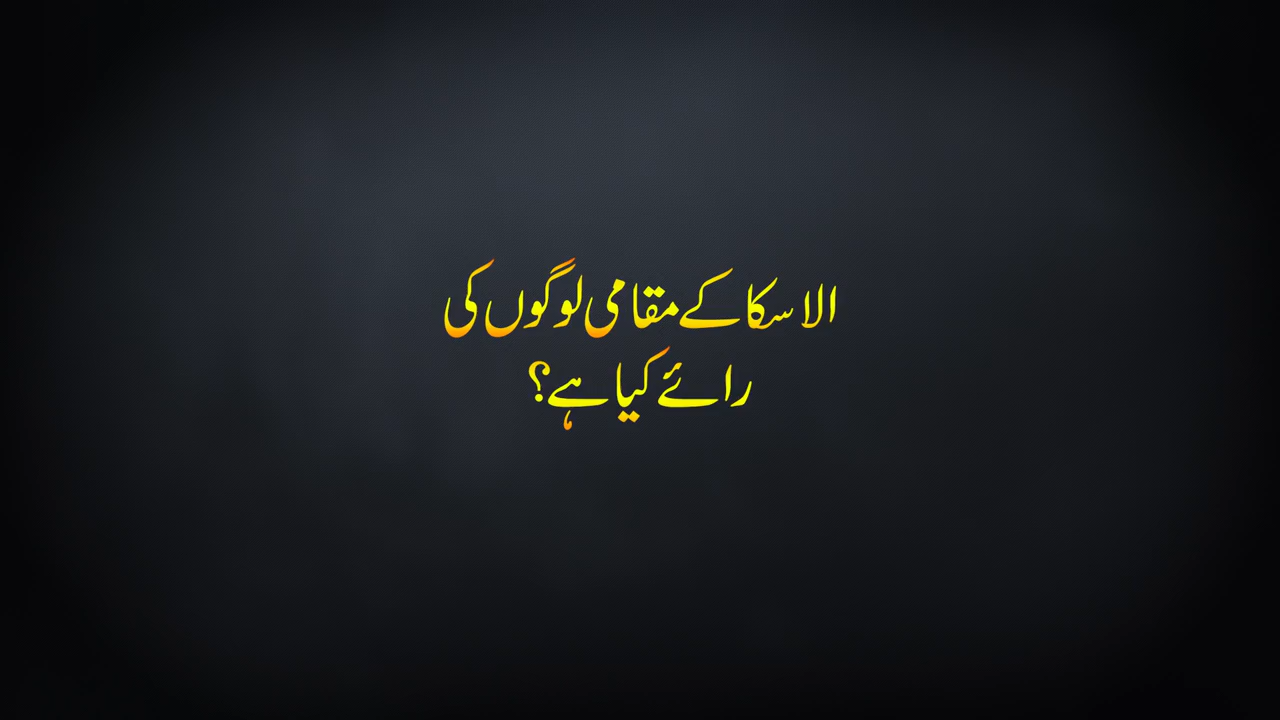 الاسکا کے مقامی لوگوں کی
رائے کیا ہے؟